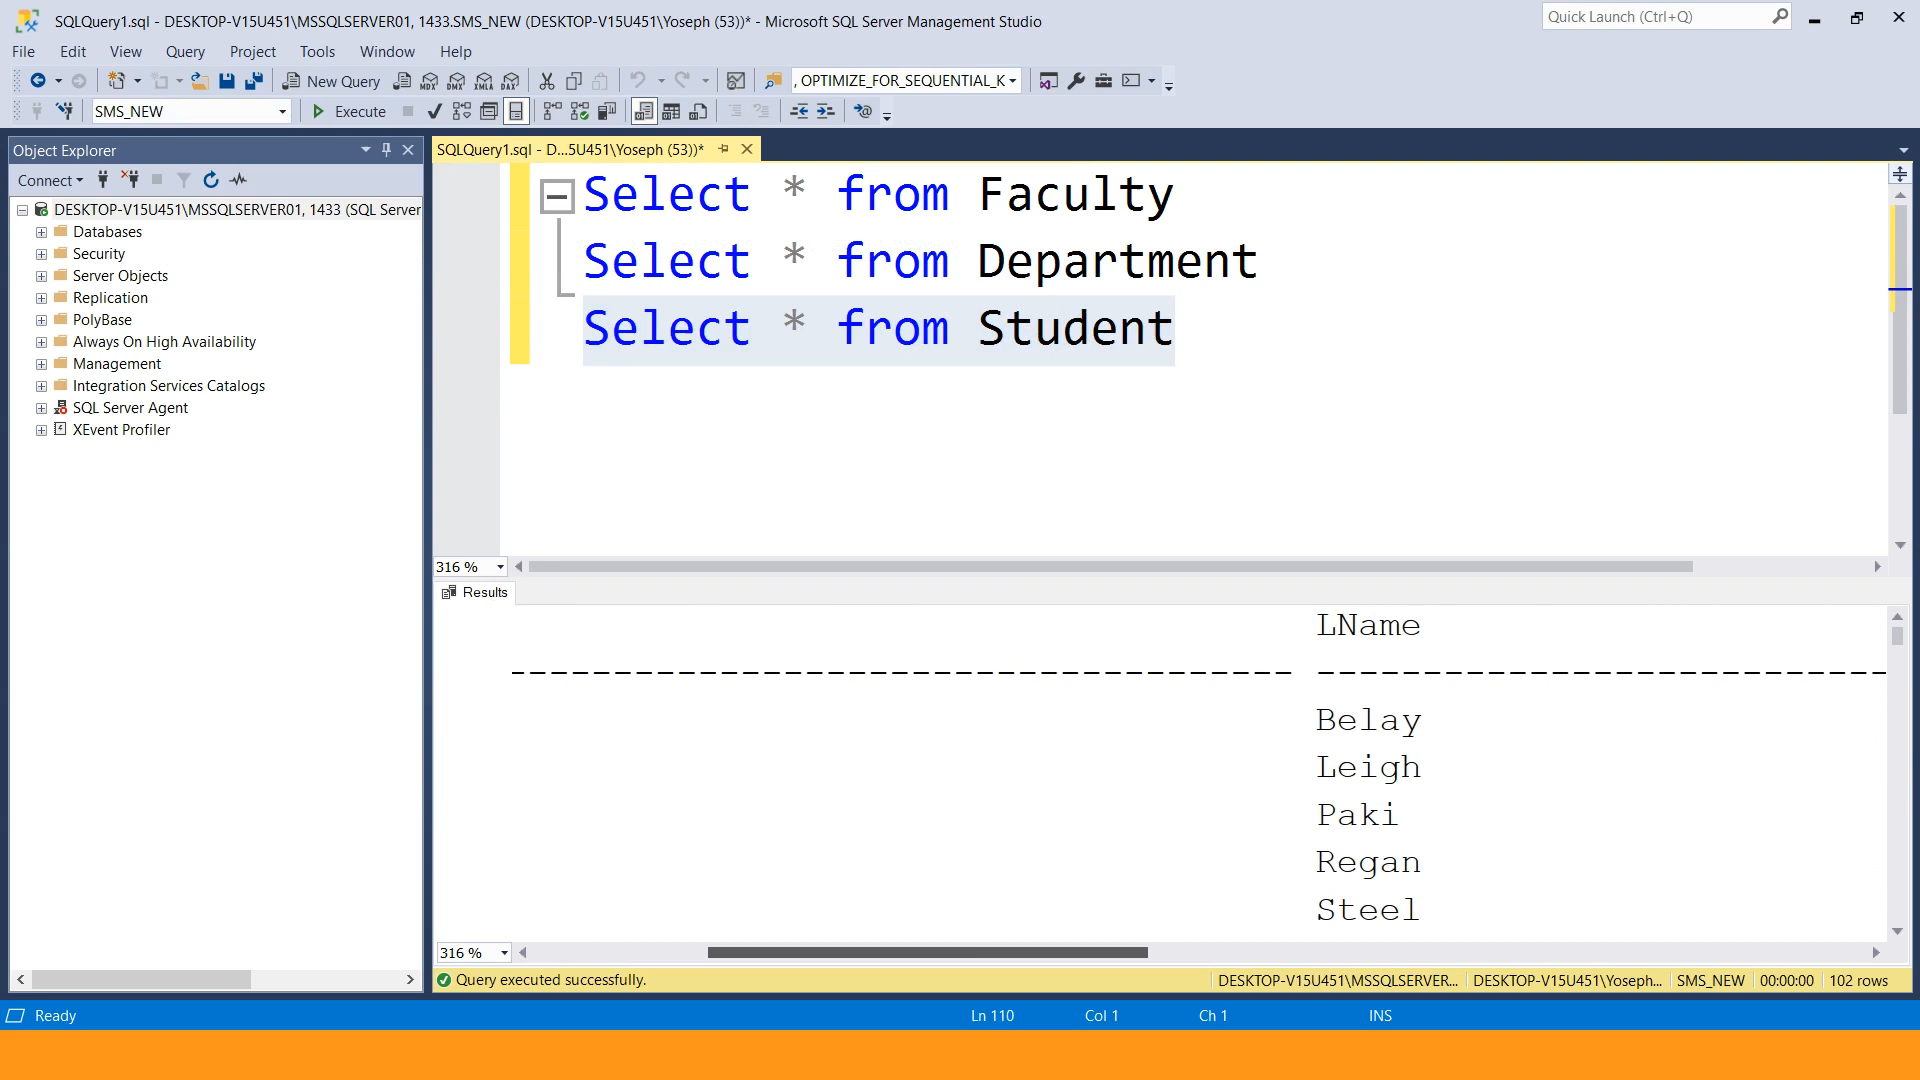 SQLQuery1.sql - DESKTOP-V15U451\MSSQLSERVER01, 1433.SMS_NEW (DESKTOP-V15U451\Yoseph (53))* - Microsoft SQL Server Management Studio
Quick Launch (Ctrl+Q)
File Edit View Query Project Tools Window Help
New Query MDX DMX XMLA DAX , OPTIMIZE_FOR_SEQUENTIAL_K
SMS_NEW Execute
Object Explorer
SQLQuery1.sql - D...5U451\Yoseph (53))*
Connect
DESKTOP-V15U451\MSSQLSERVER01, 1433 (SQL Server
Databases
Security
Server Objects
Replication
PolyBase
Always On High Availability
Management
Integration Services Catalogs
SQL Server Agent
XEvent Profiler
Select * from Faculty
Select * from Department
Select * from Student
316 %
Results
LName
------------------------------------- ---------------------------
Belay
Leigh
Paki
Regan
Steel
316 %
Query executed successfully. DESKTOP-V15U451\MSSQLSERVER... DESKTOP-V15U451\Yoseph... SMS_NEW 00:00:00 102 rows
Ready Ln 110 Col 1 Ch 1 INS